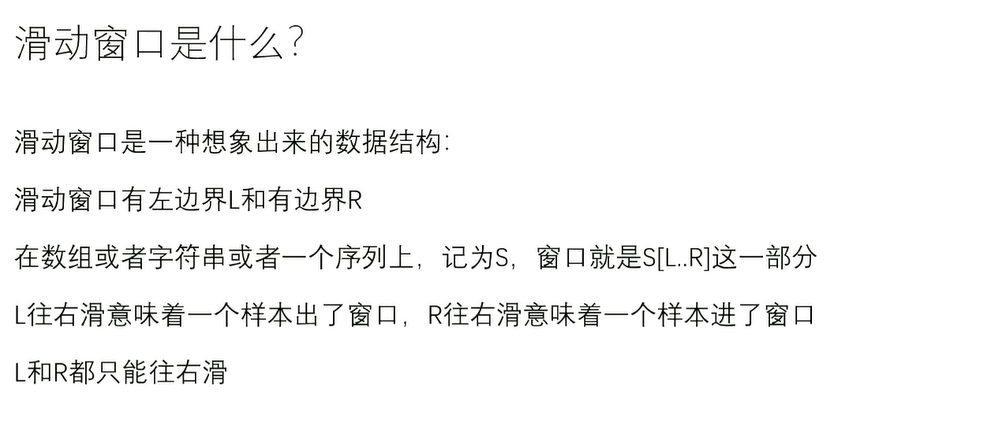 滑动窗口是什么？
滑动窗口是一种想象出来的数据结构：
滑动窗口有左边界L和有边界R
在数组或者字符串或者一个序列上，记为S，窗口就是S[L..R]这一部分
L往右滑意味着一个样本出了窗口，R往右滑意味着一个样本进了窗口
L和R都只能往右滑